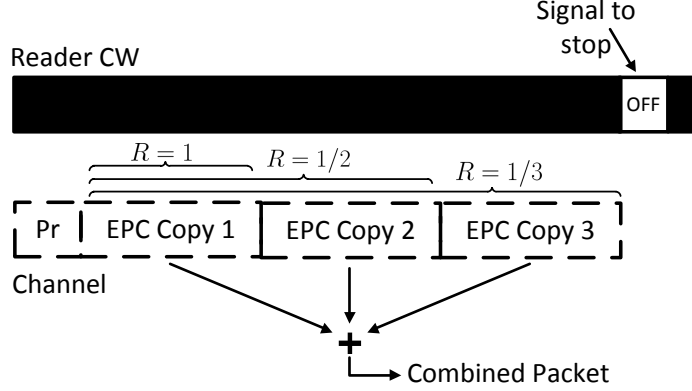 Signal to
stop
Reader CW
OFF
R = 1
R = 1/2
R = 1/3
Pr
EPC Copy 1
EPC Copy 2
EPC Copy 3
Channel
+
Combined Packet